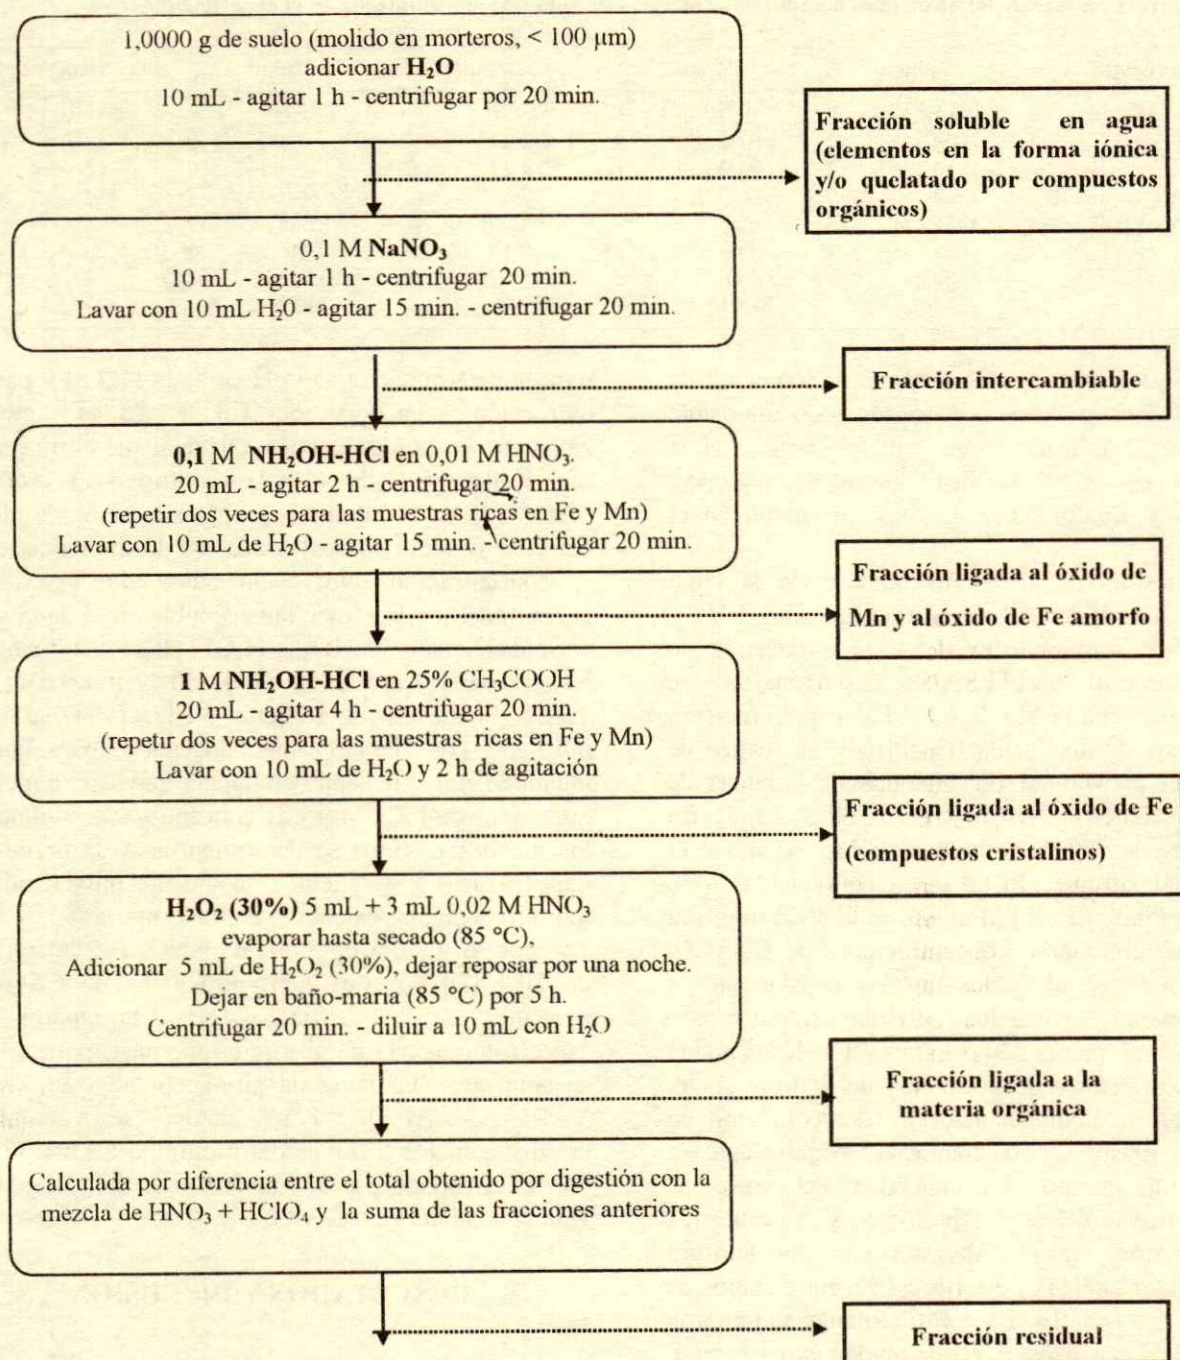 1,0000 g de suelo (molido en morteros, < 100 µm)
adicionar H₂O
10 mL - agitar 1 h - centrifugar por 20 min.
Fracción soluble en agua
(elementos en la forma iónica
y/o quelatado por compuestos
orgánicos)
0,1 M NaNO₃
10 mL - agitar 1 h - centrifugar 20 min.
Lavar con 10 mL H₂0 - agitar 15 min. - centrifugar 20 min.
Fracción intercambiable
0,1 M NH₂OH-HCl en 0,01 M HNO₃.
20 mL - agitar 2 h - centrifugar 20 min.
(repetir dos veces para las muestras ricas en Fe y Mn)
Lavar con 10 mL de H₂O - agitar 15 min. - centrifugar 20 min.
Fracción ligada al óxido de
Mn y al óxido de Fe amorfo
1 M NH₂OH-HCl en 25% CH₃COOH
20 mL - agitar 4 h - centrifugar 20 min.
(repetir dos veces para las muestras ricas en Fe y Mn)
Lavar con 10 mL de H₂O y 2 h de agitación
Fracción ligada al óxido de Fe
(compuestos cristalinos)
H₂O₂ (30%) 5 mL + 3 mL 0,02 M HNO₃
evaporar hasta secado (85 °C),
Adicionar 5 mL de H₂O₂ (30%), dejar reposar por una noche.
Dejar en baño-maria (85 °C) por 5 h.
Centrifugar 20 min. - diluir a 10 mL con H₂O
Fracción ligada a la
materia orgánica
Calculada por diferencia entre el total obtenido por digestión con la
mezcla de HNO₃ + HClO₄ y la suma de las fracciones anteriores
Fracción residual